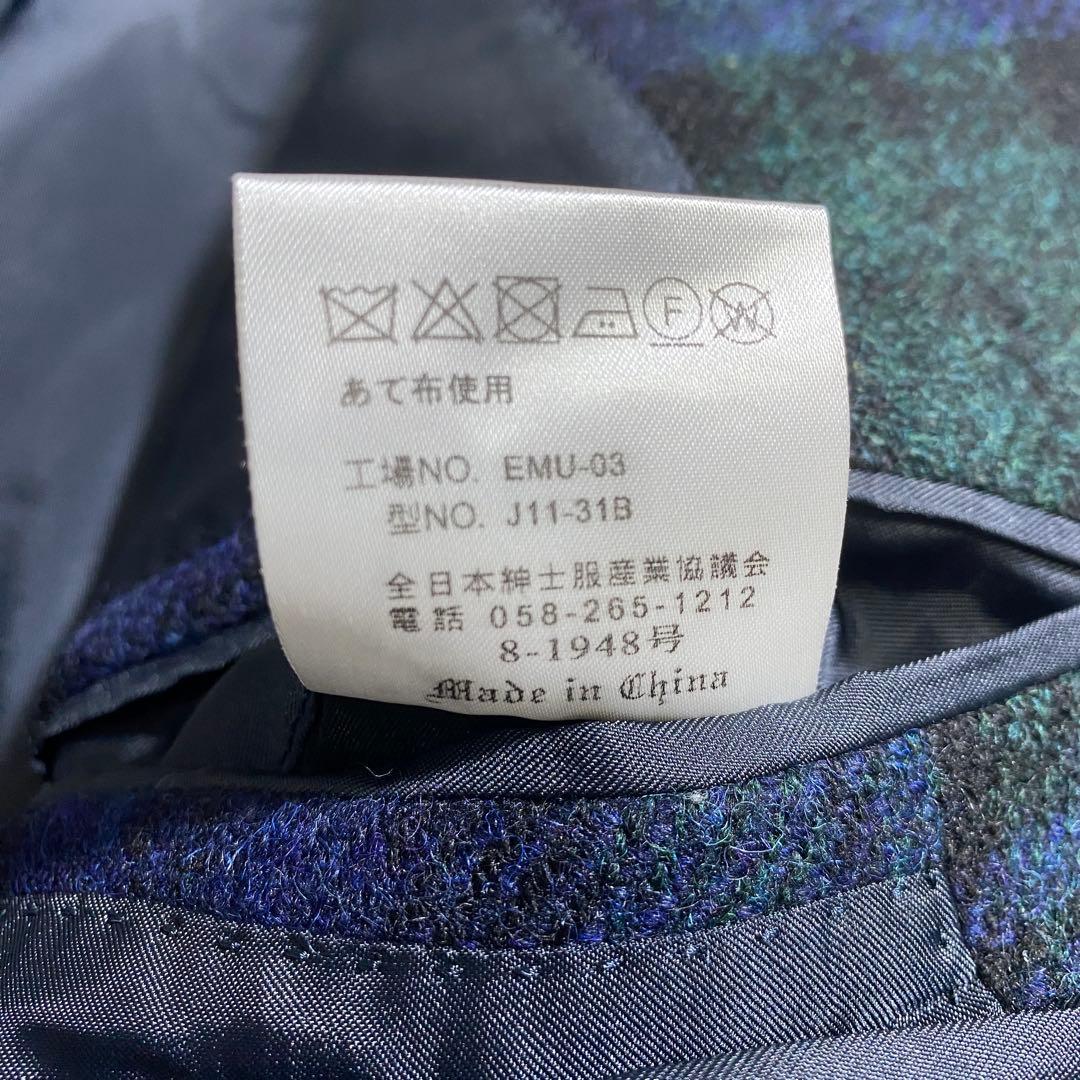 F W
あて布使用
工場NO. EMU-03
型NO. J11-31B
全日本紳士服産業協議会
電話 058-265-1212
8-1948号
Made in China